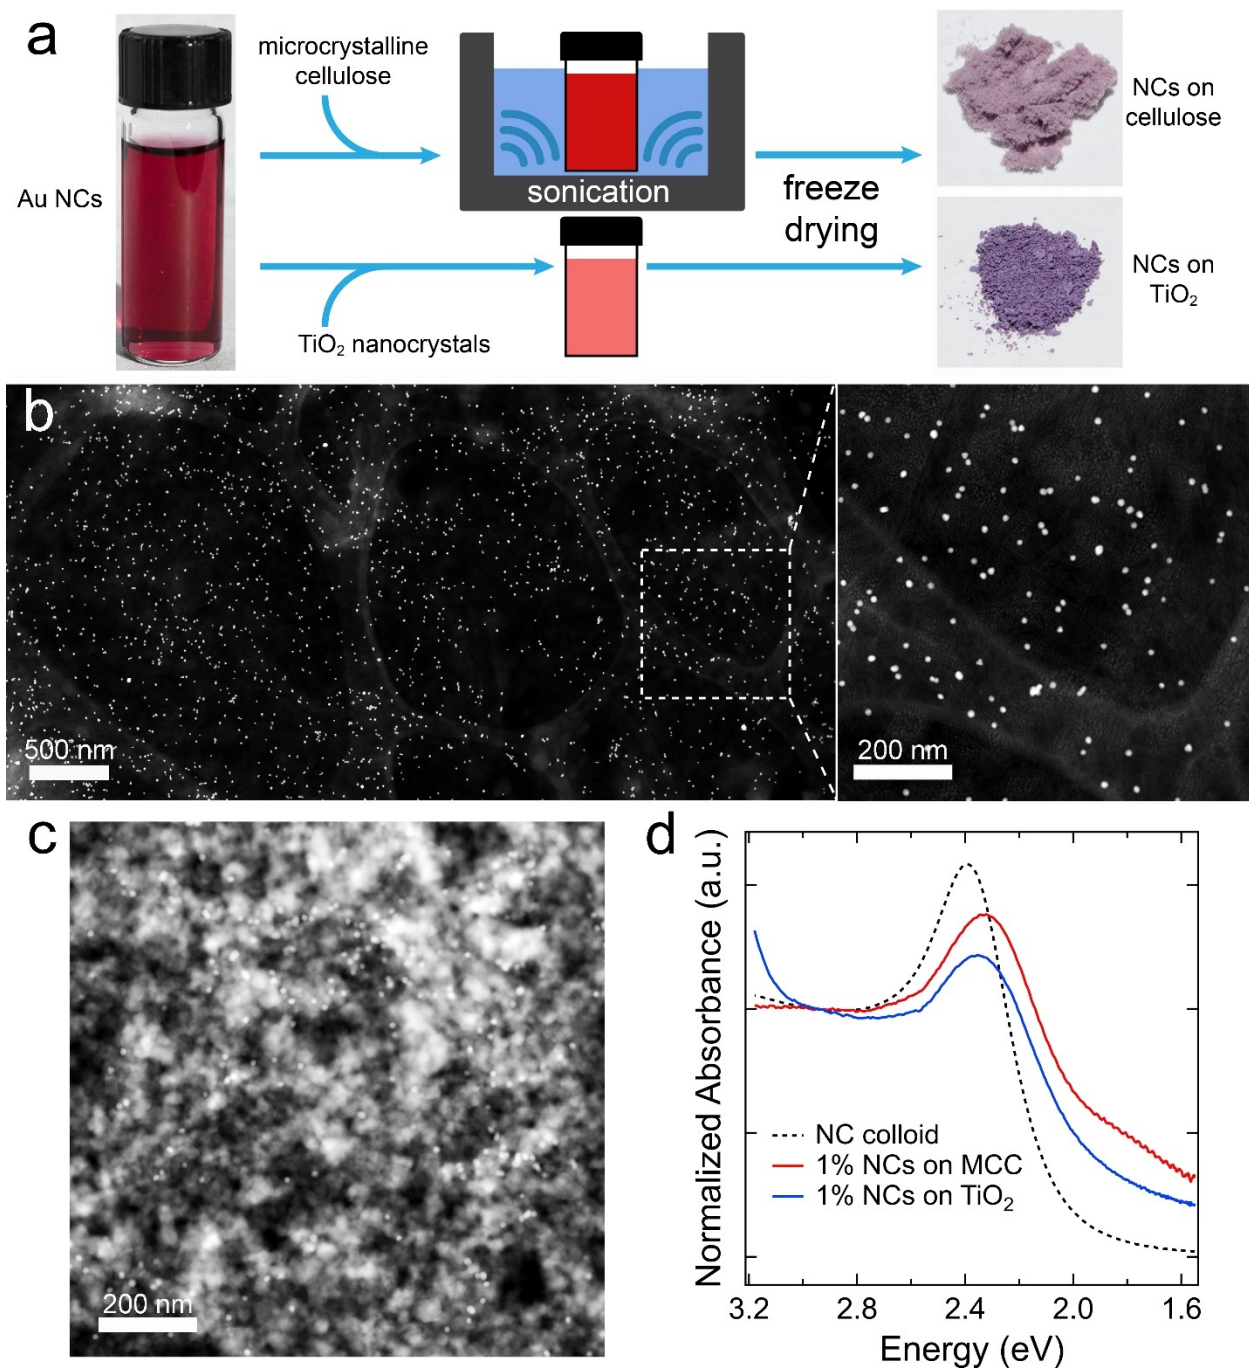 a
Au NCs
microcrystalline
cellulose
sonication
TiO₂ nanocrystals
freeze
drying
NCs on
cellulose
NCs on
TiO₂
b
500 nm
200 nm
c
200 nm
d
Normalized Absorbance (a.u.)
NC colloid
1% NCs on MCC
1% NCs on TiO₂
3.2 2.8 2.4 2.0 1.6
Energy (eV)